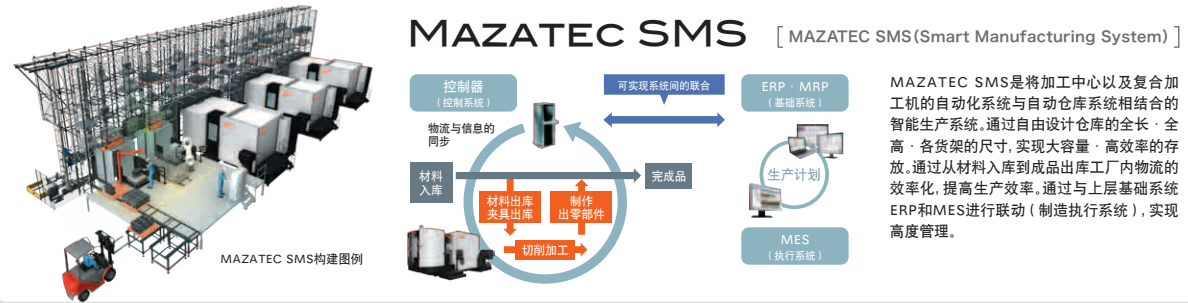 MAZATEC SMS
[ MAZATEC SMS(Smart Manufacturing System) ]
控制器
(控制系统)
物流与信息的
同步
材料
入库
完成品
材料出库
夹具出库
制作
出零部件
切削加工
可实现系统间的联合
ERP · MRP
(基础系统)
生产计划
MES
(执行系统)
MAZATEC SMS是将加工中心以及复合加
工机的自动化系统与自动仓库系统相结合的
智能生产系统。通过自由设计仓库的全长 · 全
高 · 各货架的尺寸, 实现大容量 · 高效率的存
放。通过从材料入库到成品出库工厂内物流的
效率化, 提高生产效率。通过与上层基础系统
ERP和MES进行联动 ( 制造执行系统 ) , 实现
高度管理。
MAZATEC SMS构建图例